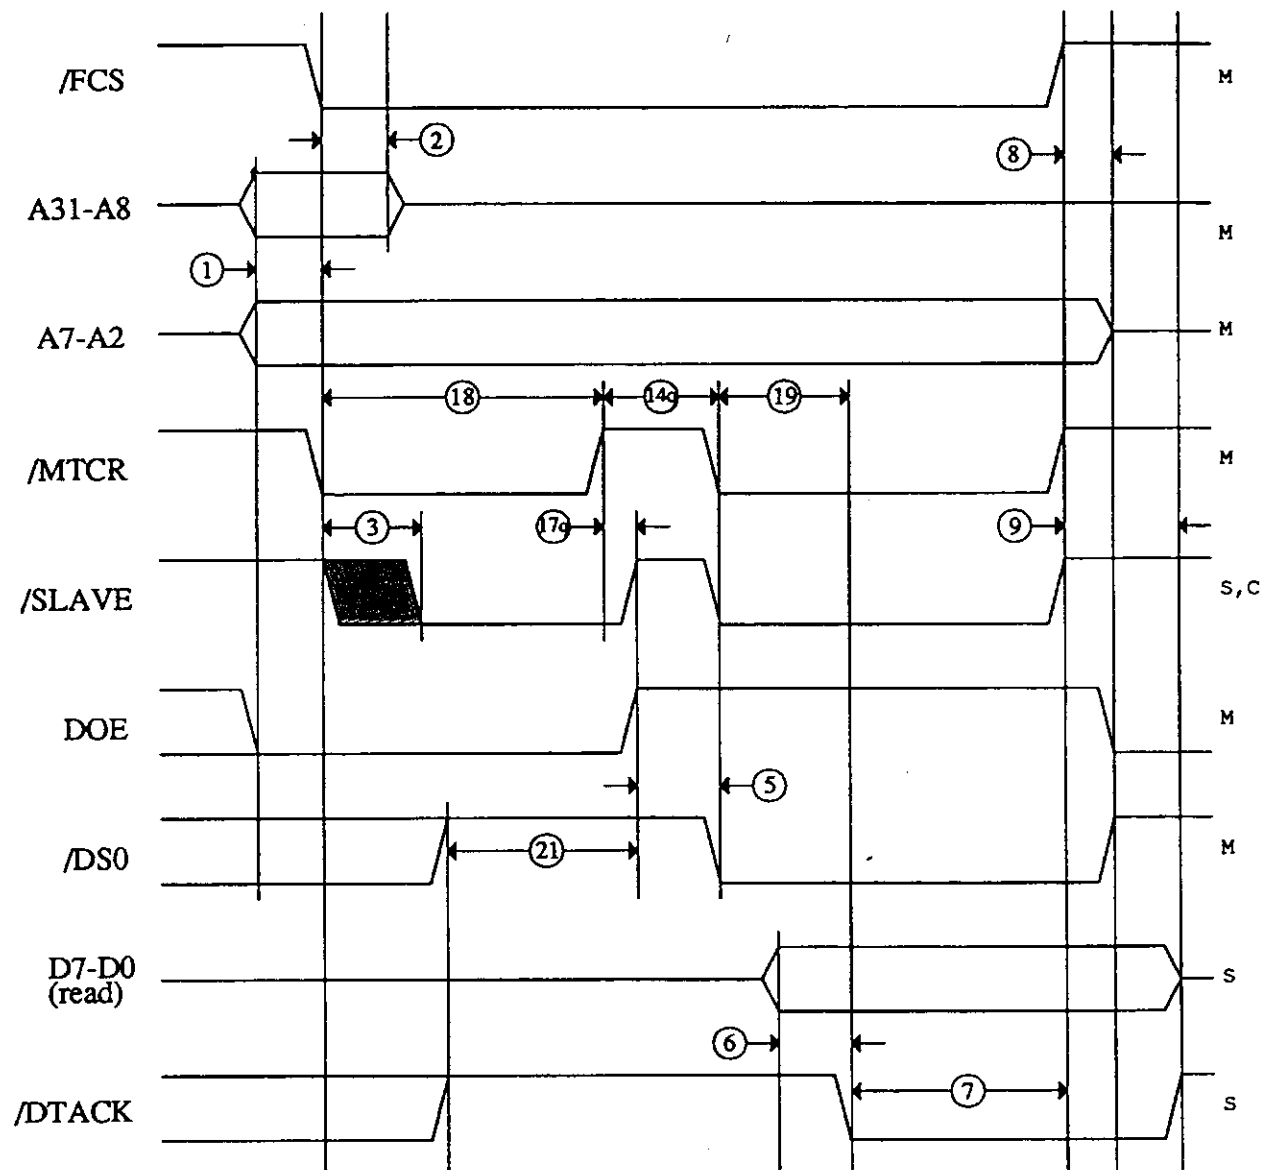 /FCS
M
2
8
A31-A8
M
1
A7-A2
M
18
14c
19
/MTCR
M
3
17c
9
/SLAVE
S,C
DOE
M
5
/DS0
21
M
D7-D0
(read)
S
6
7
/DTACK
S